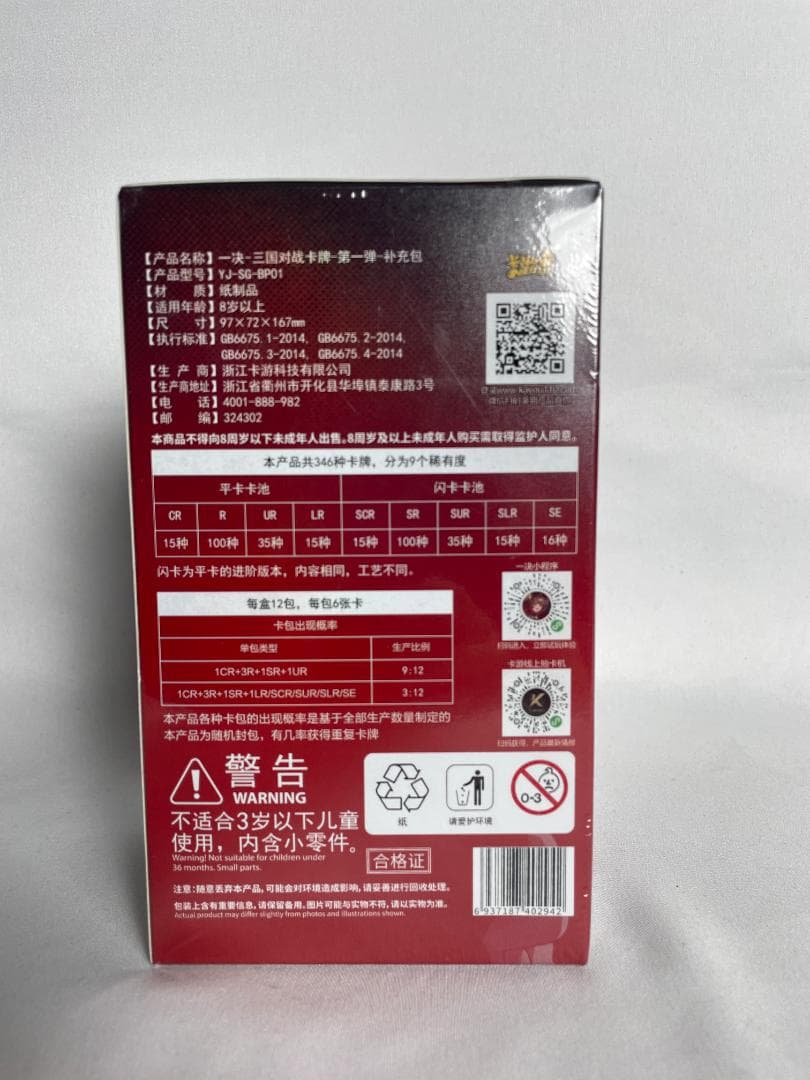 【产品名称】一决-三国对战卡牌-第一弹-补充包
【产品型号】YJ-SG-BP01
【材 质】纸制品
【适用年龄】8岁以上
【尺 寸】97×72×167mm
【执行标准】GB6675.1-2014, GB6675.2-2014,
GB6675.3-2014, GB6675.4-2014
【生 产 商】浙江卡游科技有限公司
【生产商地址】浙江省衢州市开化县华埠镇泰康路3号
【电 话】4001-888-982
【邮 编】324302
本商品不得向8周岁以下未成年人出售。8周岁及以上未成年人购买需取得监护人同意。
本产品共346种卡牌，分为9个稀有度
平卡卡池 闪卡卡池
CR R UR LR SCR SR SUR SLR SE
15种 100种 35种 15种 15种 100种 35种 15种 16种
闪卡为平卡的进阶版本，内容相同，工艺不同。
一决小程序
扫码进入，立即试玩体验
每盒12包，每包6张卡
卡包出现概率
单包类型 生产比例
1CR+3R+1SR+1UR 9:12
1CR+3R+1SR+1LR/SCR/SUR/SLR/SE 3:12
卡游线上抽卡机
本产品各种卡包的出现概率是基于全部生产数量制定的
本产品为随机封包，有几率获得重复卡牌
警告
WARNING
不适合3岁以下儿童
使用，内含小零件。
Warning! Not suitable for children under
36 months. Small parts.
纸
请爱护环境
0-3
合格证
注意：随意丢弃本产品，可能会对环境造成影响，请妥善进行回收处理。
包装上含有重要信息，请保留备用。图片可能与实物不符，请以实物为准。
Actual product may differ slightly from photos and illustrations shown.
6 937187 402942